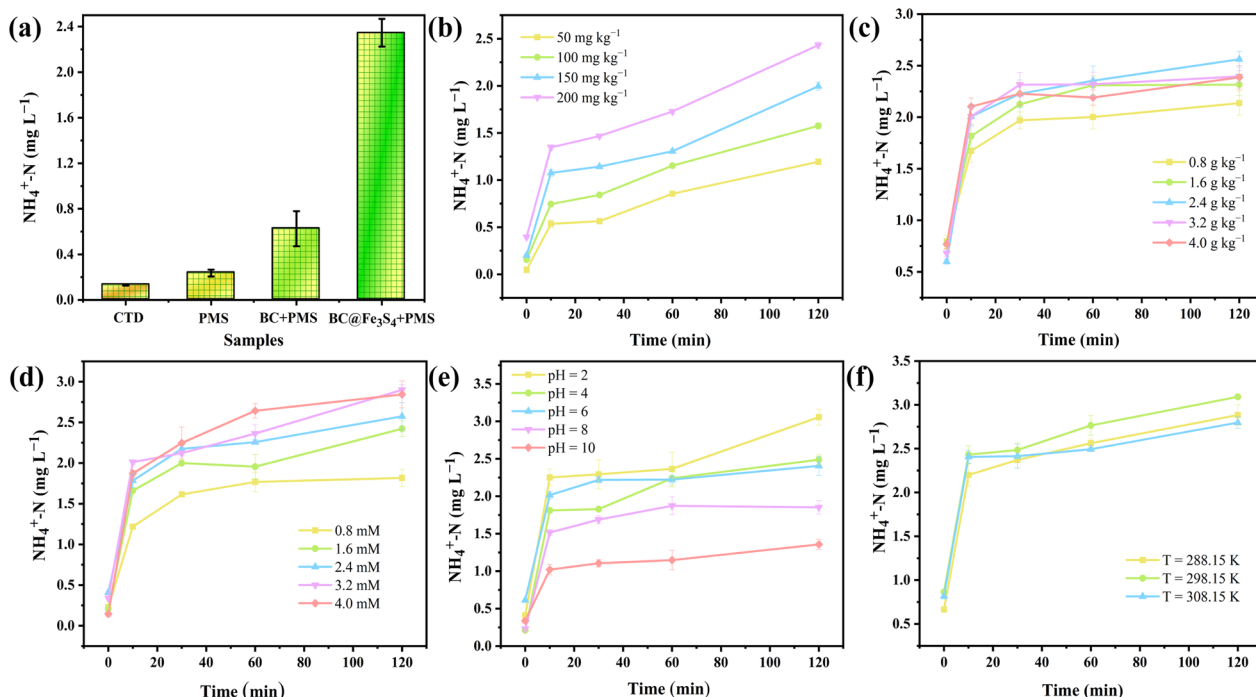 (a)
NH₄⁺-N (mg L⁻¹)
2.4
2.0
1.6
1.2
0.8
0.4
0.0
CTD PMS BC+PMS BC@Fe₃S₄+PMS
Samples
(b)
NH₄⁺-N (mg L⁻¹)
2.5
2.0
1.5
1.0
0.5
0.0
50 mg kg⁻¹
100 mg kg⁻¹
150 mg kg⁻¹
200 mg kg⁻¹
0 20 40 60 80 100 120
Time (min)
(c)
NH₄⁺-N (mg L⁻¹)
3.0
2.5
2.0
1.5
1.0
0.5
0.8 g kg⁻¹
1.6 g kg⁻¹
2.4 g kg⁻¹
3.2 g kg⁻¹
4.0 g kg⁻¹
0 20 40 60 80 100 120
Time (min)
(d)
NH₄⁺-N (mg L⁻¹)
3.0
2.5
2.0
1.5
1.0
0.5
0.0
0.8 mM
1.6 mM
2.4 mM
3.2 mM
4.0 mM
0 20 40 60 80 100 120
Time (min)
(e)
NH₄⁺-N (mg L⁻¹)
3.5
3.0
2.5
2.0
1.5
1.0
0.5
0.0
pH = 2
pH = 4
pH = 6
pH = 8
pH = 10
0 20 40 60 80 100 120
Time (min)
(f)
NH₄⁺-N (mg L⁻¹)
3.5
3.0
2.5
2.0
1.5
1.0
0.5
T = 288.15 K
T = 298.15 K
T = 308.15 K
0 20 40 60 80 100 120
Time (min)